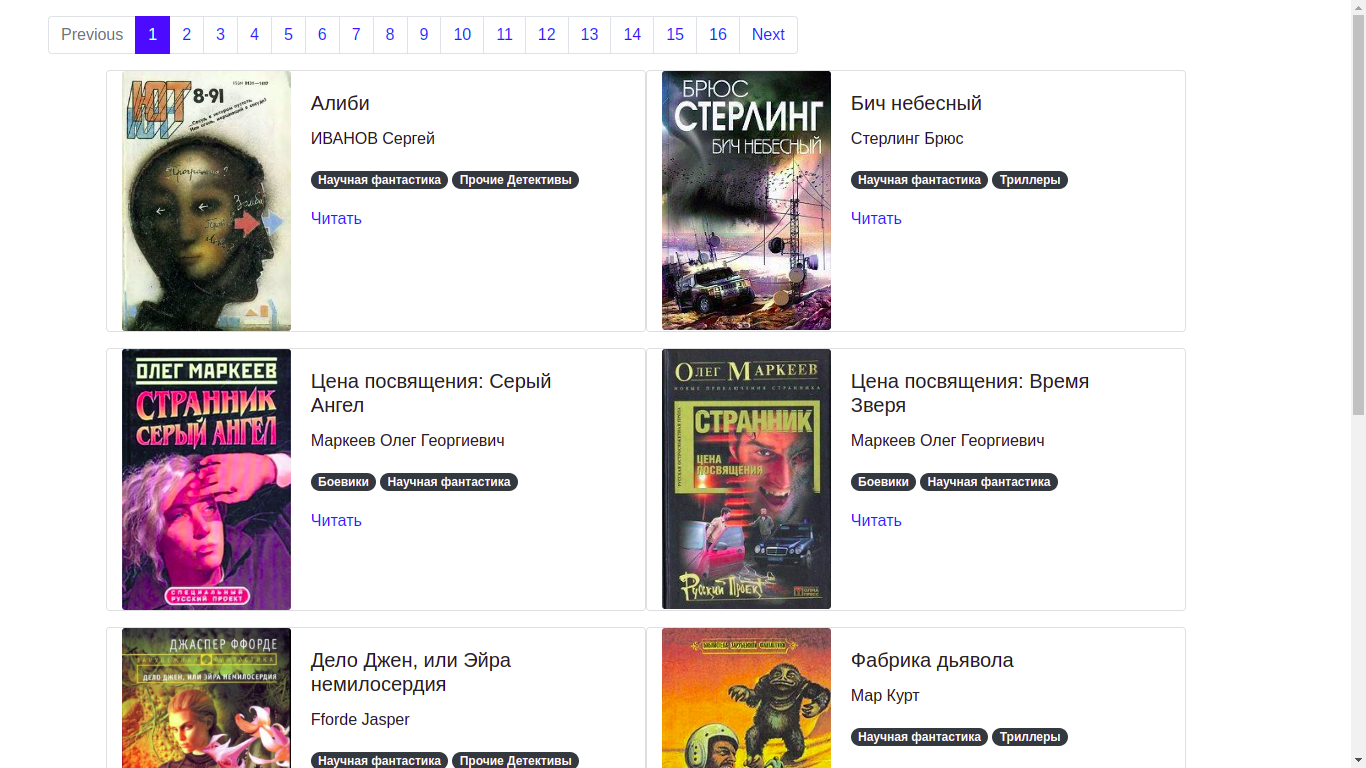 Previous 1 2 3 4 5 6 7 8 9 10 11 12 13 14 15 16 Next
ЮТ
8-91
Алиби
ИВАНОВ Сергей
Научная фантастика Прочие Детективы
Читать
БРЮС
СТЕРЛИНГ
БИЧ НЕБЕСНЫЙ
Бич небесный
Стерлинг Брюс
Научная фантастика Триллеры
Читать
ОЛЕГ МАРКЕЕВ
СТРАННИК
СЕРЫЙ АНГЕЛ
СПЕЦИАЛЬНЫЙ
РУССКИЙ ПРОЕКТ
Цена посвящения: Серый
Ангел
Маркеев Олег Георгиевич
Боевики Научная фантастика
Читать
ОЛЕГ МАРКЕЕВ
НОВЫЕ ПРИКЛЮЧЕНИЯ СТРАННИКА
СТРАННИК
ЦЕНА
ПОСВЯЩЕНИЯ
Русский Проект
Цена посвящения: Время
Зверя
Маркеев Олег Георгиевич
Боевики Научная фантастика
Читать
ДЖАСПЕР ФФОРДЕ
ДЕЛО ДЖЕН, ИЛИ ЭЙРА НЕМИЛОСЕРДИЯ
Дело Джен, или Эйра
немилосердия
Fforde Jasper
Научная фантастика Прочие Детективы
Фабрика дьявола
Мар Курт
Научная фантастика Триллеры